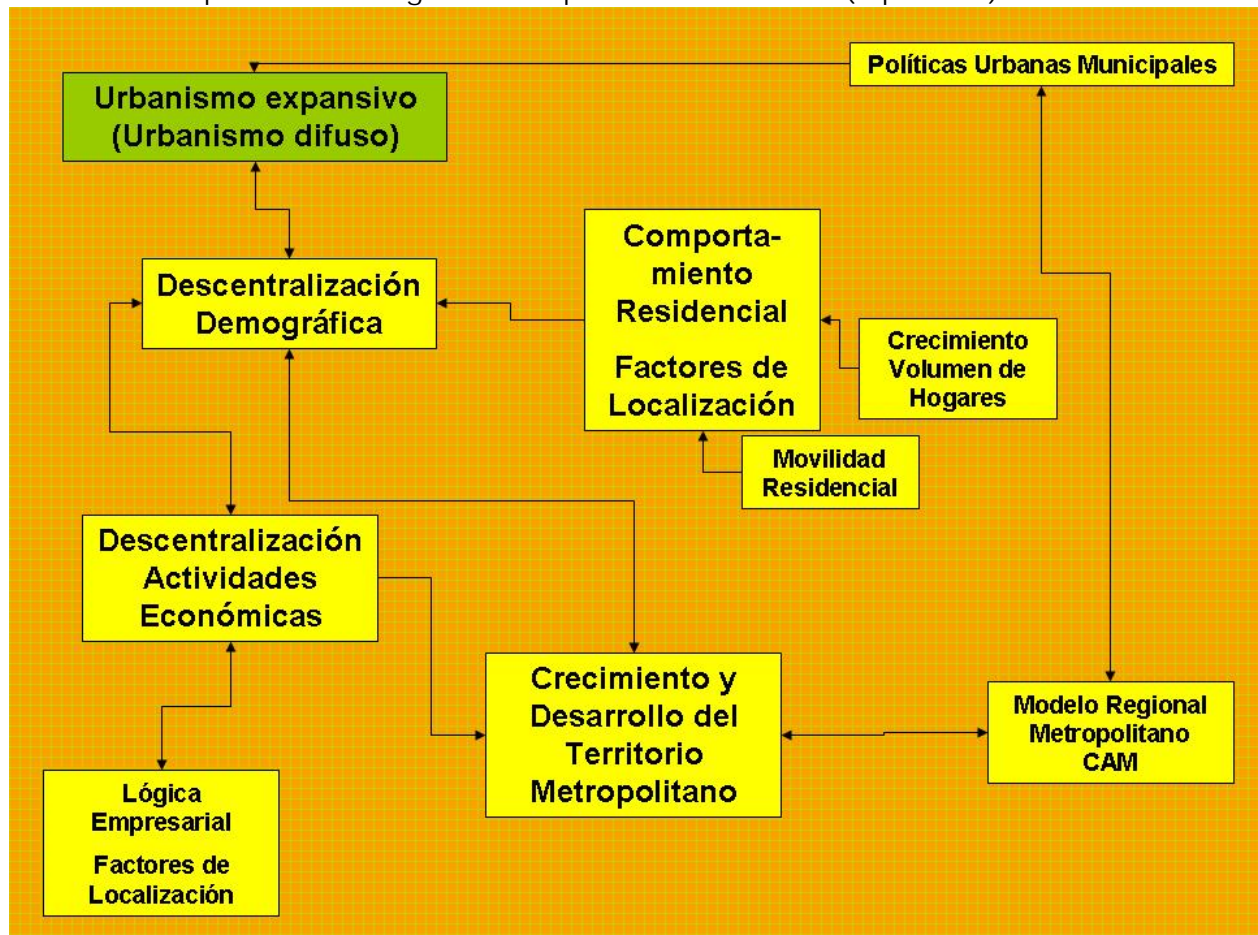 Políticas Urbanas Municipales
Urbanismo expansivo
(Urbanismo difuso)
Comporta-
miento
Residencial
Factores de
Localización
Descentralización
Demográfica
Crecimiento
Volumen de
Hogares
Movilidad
Residencial
Descentralización
Actividades
Económicas
Crecimiento y
Desarrollo del
Territorio
Metropolitano
Modelo Regional
Metropolitano
CAM
Lógica
Empresarial
Factores de
Localización